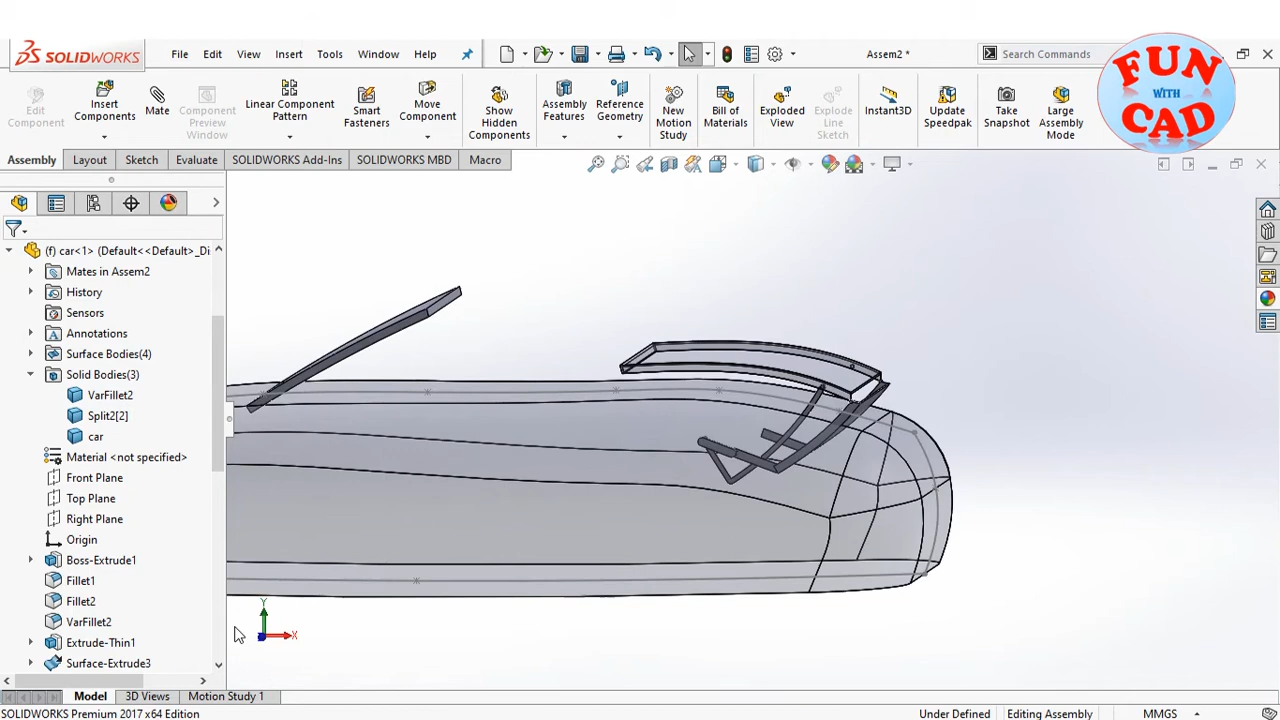 SOLIDWORKS File Edit View Insert Tools Window Help Assem2 * Search Commands
FUN
WITH
CAD
Edit
Component
Insert
Components
Mate
Component
Preview
Window
Linear Component
Pattern
Smart
Fasteners
Move
Component
Show
Hidden
Components
Assembly
Features
Reference
Geometry
New
Motion
Study
Bill of
Materials
Exploded
View
Explode
Line
Sketch
Instant3D
Update
Speedpak
Take
Snapshot
Large
Assembly
Mode
Assembly Layout Sketch Evaluate SOLIDWORKS Add-Ins SOLIDWORKS MBD Macro
(f) car<1> (Default<<Default>_Di
Mates in Assem2
History
Sensors
Annotations
Surface Bodies(4)
Solid Bodies(3)
VarFillet2
Split2[2]
car
Material <not specified>
Front Plane
Top Plane
Right Plane
Origin
Boss-Extrude1
Fillet1
Fillet2
VarFillet2
Extrude-Thin1
Surface-Extrude3
Y
X
Model 3D Views Motion Study 1
SOLIDWORKS Premium 2017 x64 Edition Under Defined Editing Assembly MMGS